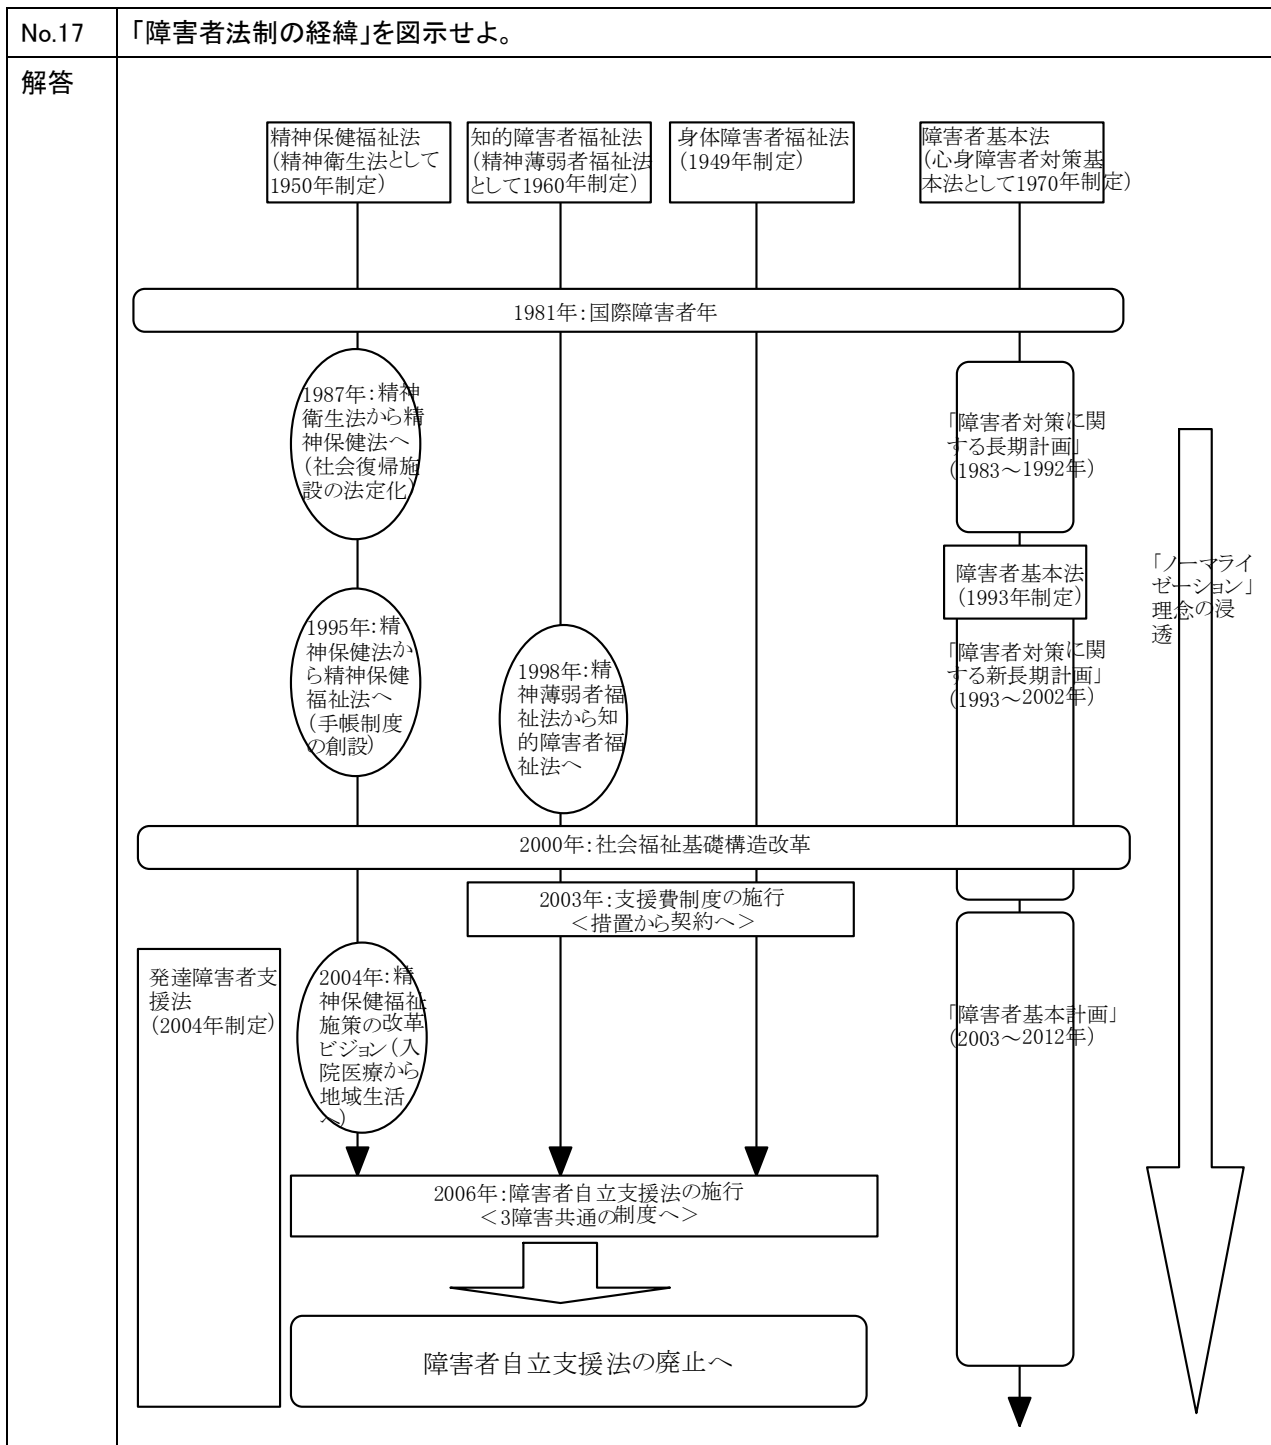 No.17
「障害者法制の経緯」を図示せよ。
解答
精神保健福祉法
(精神衛生法として
1950年制定)
知的障害者福祉法
(精神薄弱者福祉法
として1960年制定)
身体障害者福祉法
(1949年制定)
障害者基本法
(心身障害者対策基
本法として1970年制定)
1981年:国際障害者年
1987年:精神
衛生法から精
神保健法へ
(社会復帰施
設の法定化)
「障害者対策に関
する長期計画」
(1983～1992年)
障害者基本法
(1993年制定)
「ノーマライ
ゼーション」
理念の浸
透
1995年:精
神保健法か
ら精神保健
福祉法へ
(手帳制度
の創設)
1998年:精
神薄弱者福
祉法から知
的障害者福
祉法へ
「障害者対策に関
する新長期計画」
(1993～2002年)
2000年:社会福祉基礎構造改革
2003年:支援費制度の施行
＜措置から契約へ＞
発達障害者支
援法
(2004年制定)
2004年:精
神保健福祉
施策の改革
ビジョン(入
院医療から
地域生活
へ)
「障害者基本計画」
(2003～2012年)
2006年:障害者自立支援法の施行
＜3障害共通の制度へ＞
障害者自立支援法の廃止へ